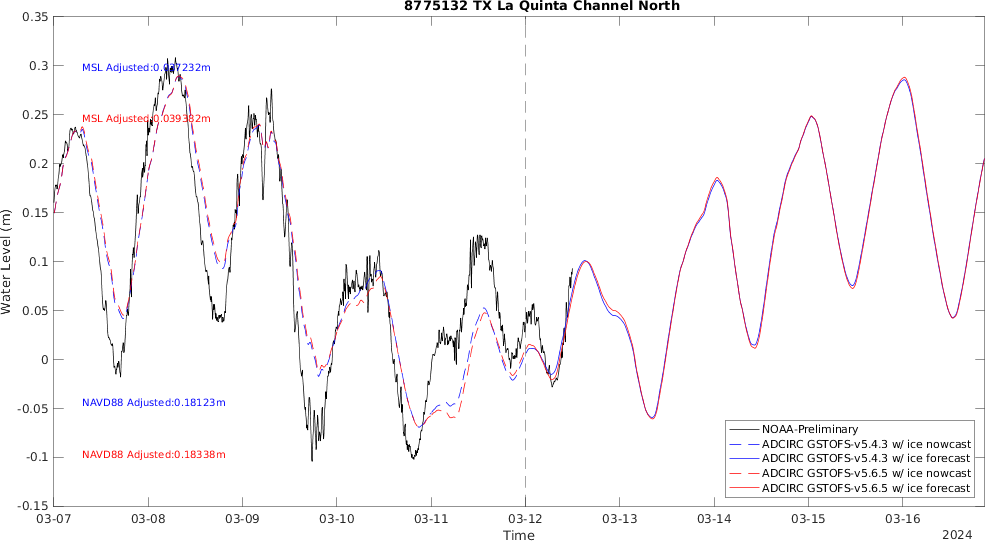 8775132 TX La Quinta Channel North
0.35
0.3
0.25
0.2
0.15
0.1
0.05
0
-0.05
-0.1
-0.15
Water Level (m)
MSL Adjusted:0.037232m
MSL Adjusted:0.039382m
NAVD88 Adjusted:0.18123m
NAVD88 Adjusted:0.18338m
NOAA-Preliminary
ADCIRC GSTOFS-v5.4.3 w/ ice nowcast
ADCIRC GSTOFS-v5.4.3 w/ ice forecast
ADCIRC GSTOFS-v5.6.5 w/ ice nowcast
ADCIRC GSTOFS-v5.6.5 w/ ice forecast
03-07 03-08 03-09 03-10 03-11 03-12 03-13 03-14 03-15 03-16
Time
2024